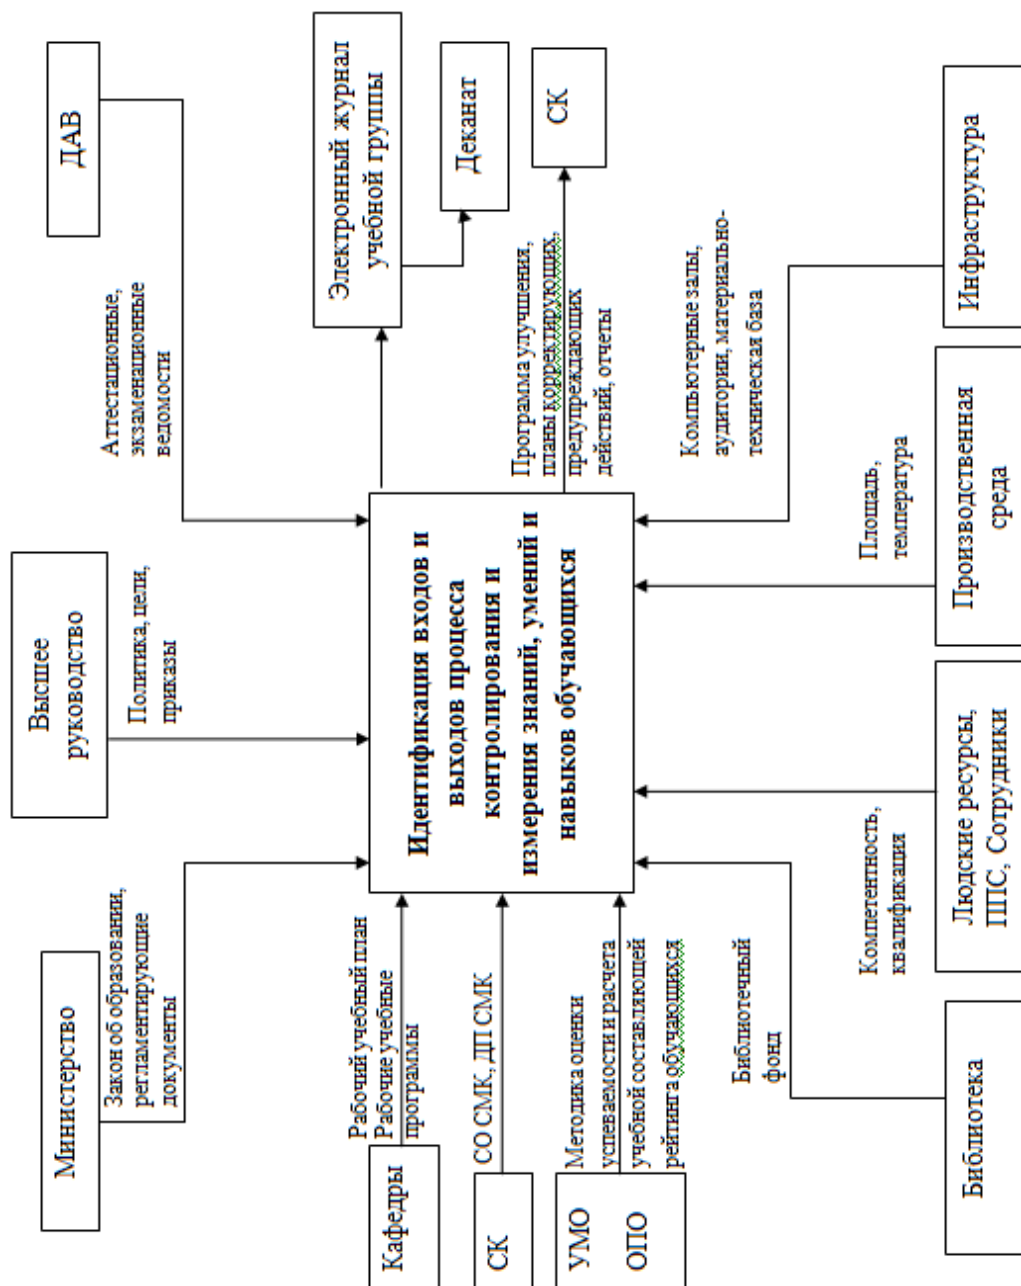 Министерство
Закон об образовании,
регламентирующие
документы
Высшее
руководство
Политика, цели,
приказы
ДАВ
Аттестационные,
экзаменационные
ведомости
Кафедры
Рабочий учебный план
Рабочие учебные
программы
СК
СО СМК, ДП СМК
УМО
ОПО
Методика оценки
успеваемости и расчета
учебной составляющей
рейтинга обучающихся
Идентификация входов и
выходов процесса
контролирования и
измерения знаний, умений и
навыков обучающихся
Электронный журнал
учебной группы
Деканат
СК
Программа улучшения,
планы корректирующих,
предупреждающих
действий, отчеты
Библиотечный
фонд
Библиотека
Компетентность,
квалификация
Людские ресурсы,
ППС, Сотрудники
Площадь,
температура
Производственная
среда
Компьютерные залы,
аудитории, материально-
техническая база
Инфраструктура